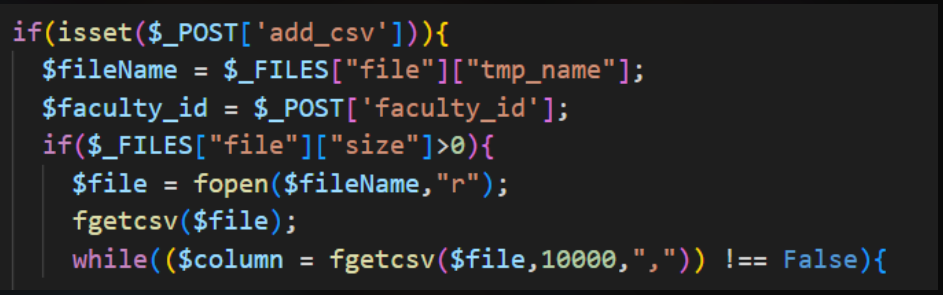 if(isset($_POST['add_csv'])){
$fileName = $_FILES["file"]["tmp_name"];
$faculty_id = $_POST['faculty_id'];
if($_FILES["file"]["size"]>0){
$file = fopen($fileName,"r");
fgetcsv($file);
while(($column = fgetcsv($file,10000,",")) !== False){